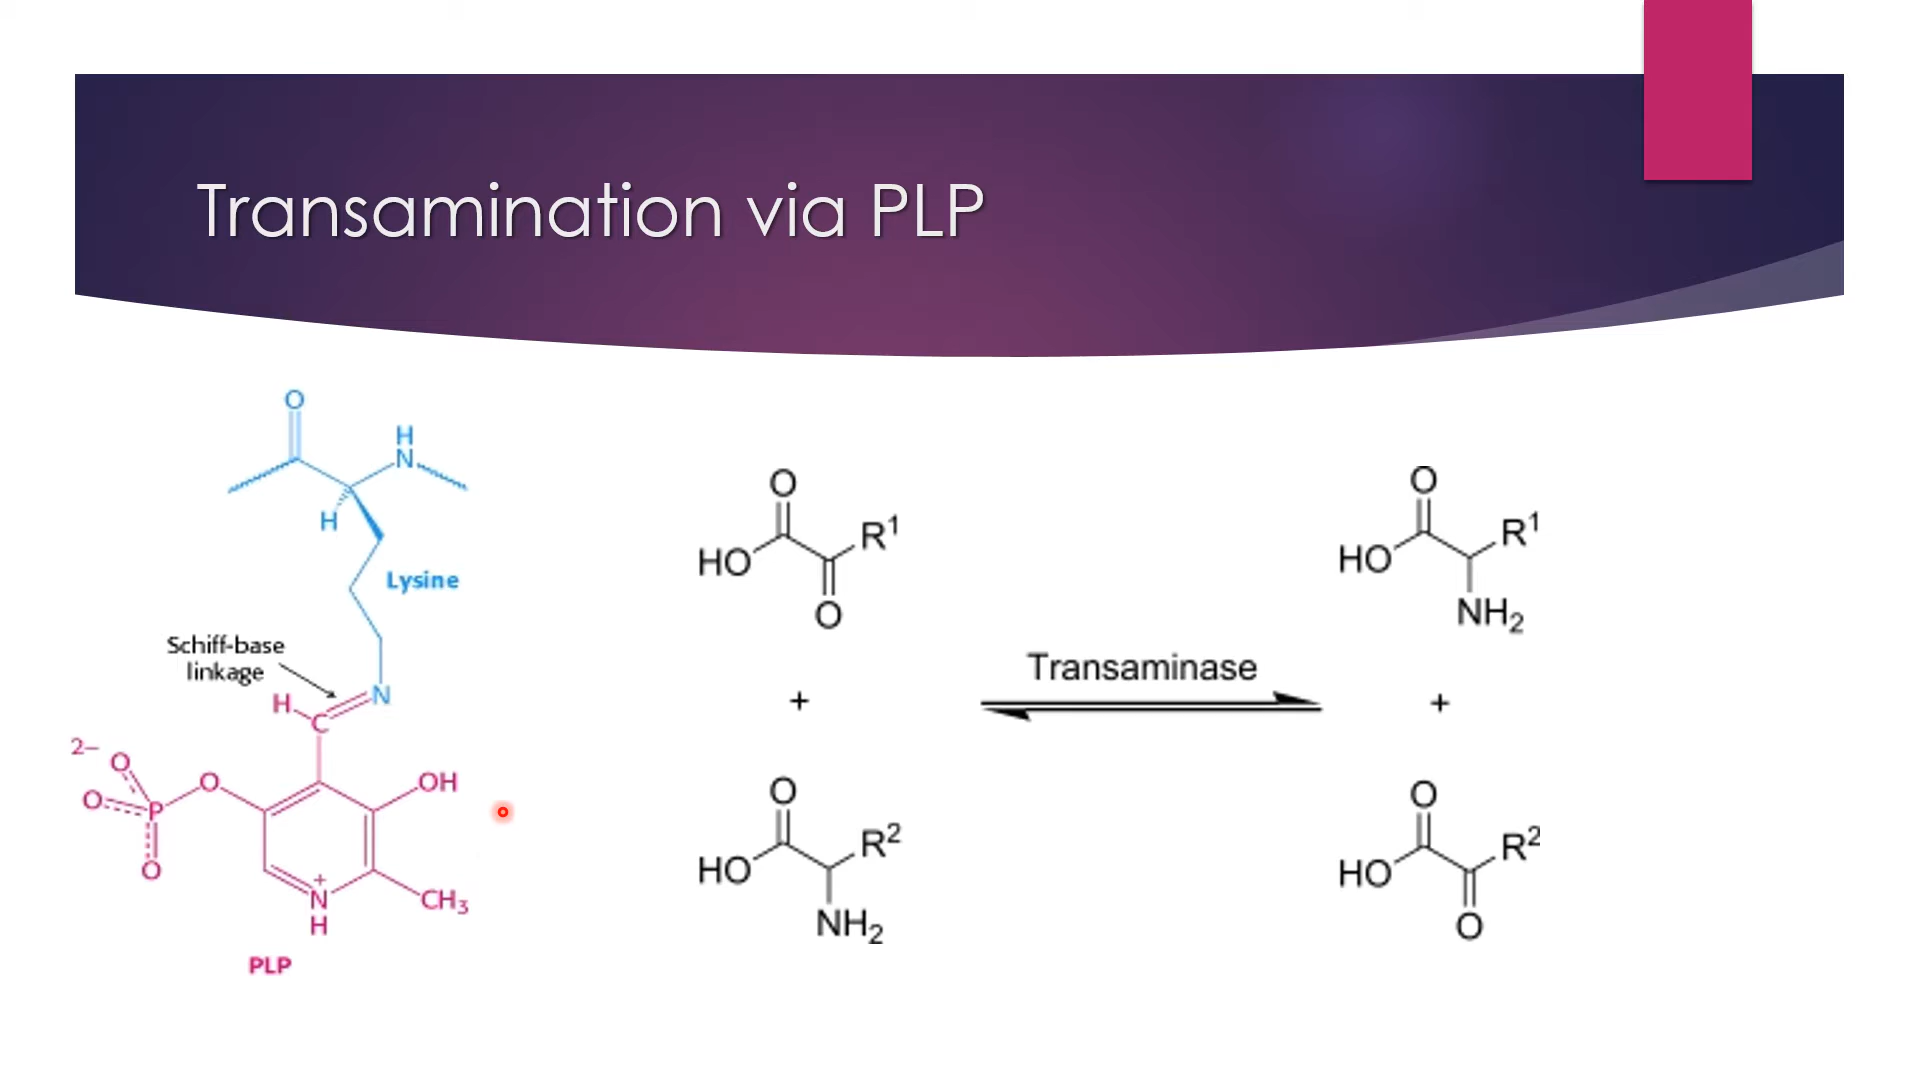 Transamination via PLP
O
H
N
H
Lysine
Schiff-base
linkage
H
C
N
2–
O
O
P
O
O
OH
+
N
H
CH3
PLP
O
HO
R1
O
+
O
HO
R2
NH2
Transaminase
O
HO
R1
NH2
+
O
HO
R2
O